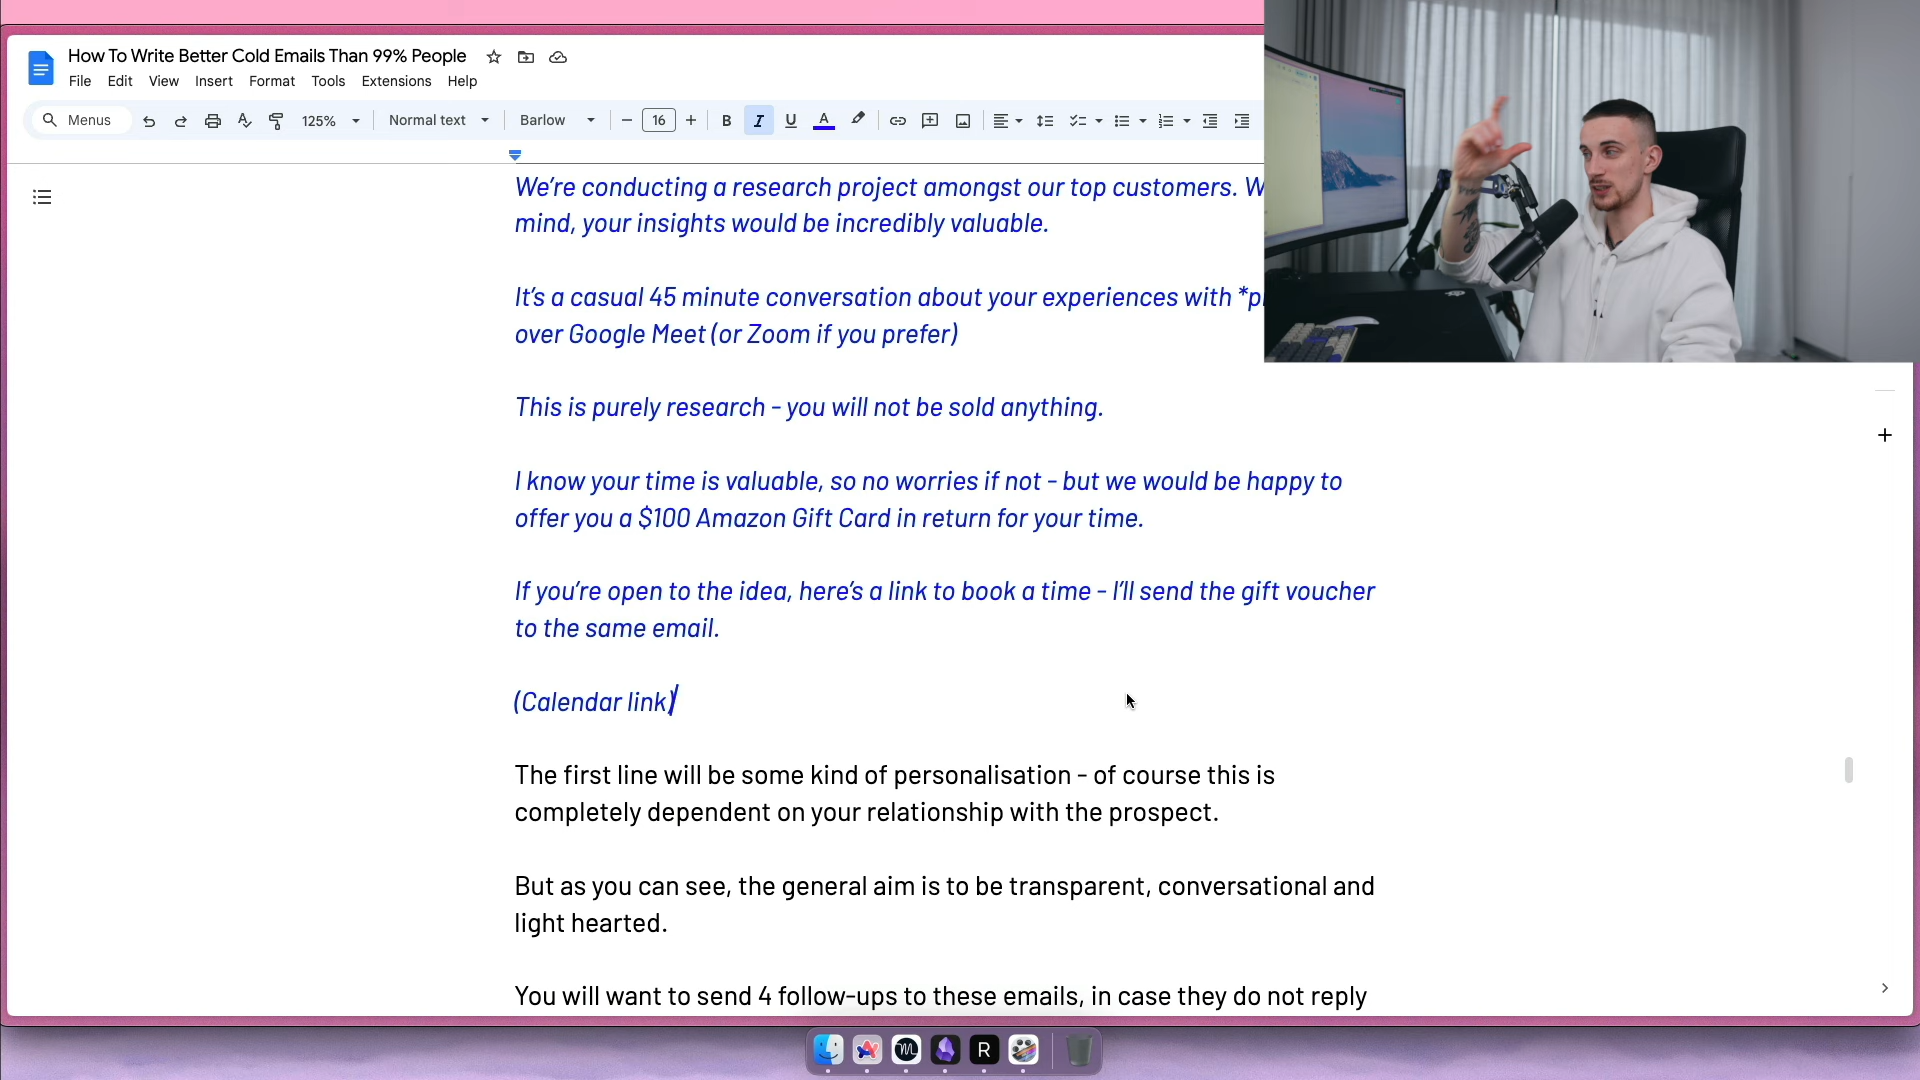 How To Write Better Cold Emails Than 99% People
File Edit View Insert Format Tools Extensions Help
Menus 125% Normal text Barlow 16 B I U A
We're conducting a research project amongst our top customers.
mind, your insights would be incredibly valuable.
It's a casual 45 minute conversation about your experiences with
over Google Meet (or Zoom if you prefer)
This is purely research - you will not be sold anything.
I know your time is valuable, so no worries if not - but we would be happy to
offer you a $100 Amazon Gift Card in return for your time.
If you're open to the idea, here's a link to book a time - I'll send the gift voucher
to the same email.
(Calendar link)
The first line will be some kind of personalisation - of course this is
completely dependent on your relationship with the prospect.
But as you can see, the general aim is to be transparent, conversational and
light hearted.
You will want to send 4 follow-ups to these emails, in case they do not reply
R